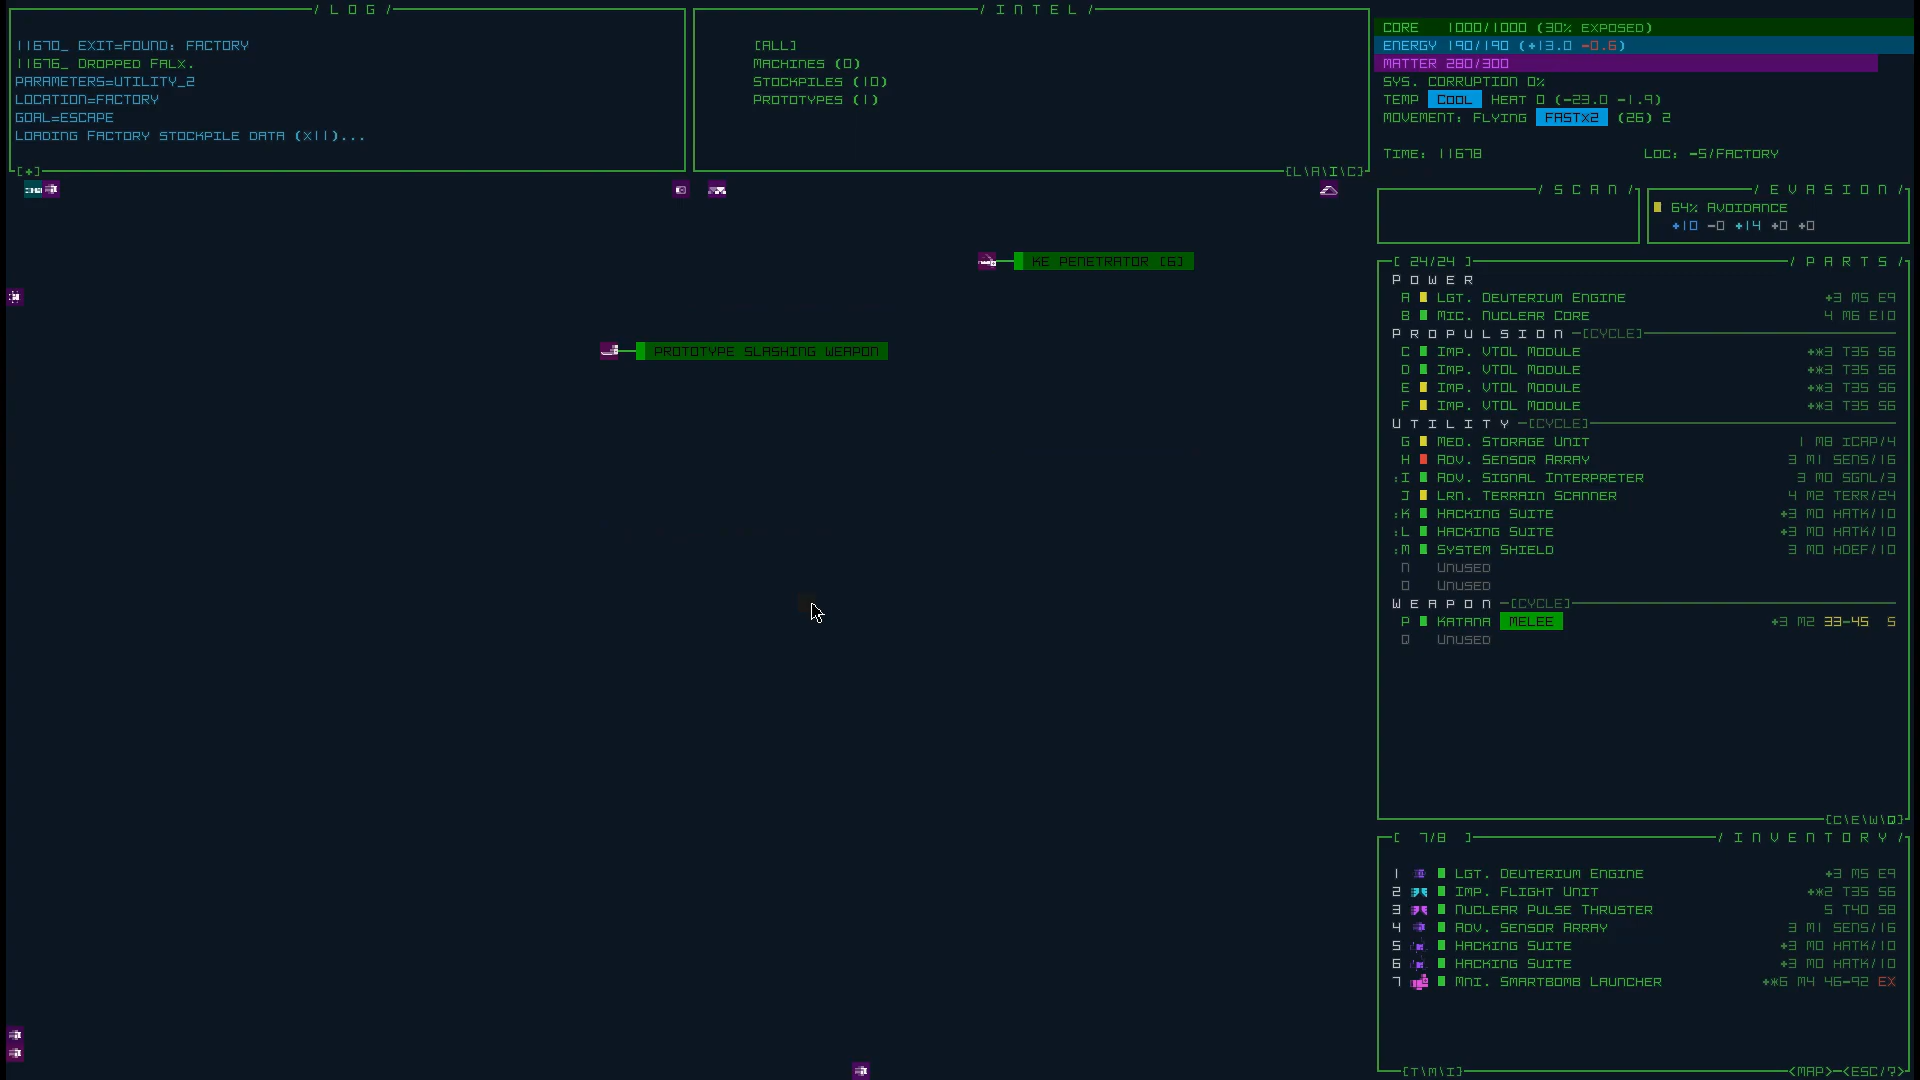 / L O G /
11670_ EXIT=FOUND: FACTORY
11676_ DROPPED FALX.
PARAMETERS=UTILITY_2
LOCATION=FACTORY
GOAL=ESCAPE
LOADING FACTORY STOCKPILE DATA (X11)...
[+]
/ I N T E L /
[ALL]
MACHINES (0)
STOCKPILES (10)
PROTOTYPES (1)
[L\A\I\C]
CORE 1000/1000 (30% EXPOSED)
ENERGY 190/190 (+13.0 -0.6)
MATTER 280/300
SYS. CORRUPTION 0%
TEMP COOL HEAT 0 (-23.0 -1.9)
MOVEMENT: FLYING FASTx2 (26) 2
TIME: 11678 LOC: -5/FACTORY
/ S C A N /
/ E V A S I O N /
64% AVOIDANCE
+10 -0 +14 +0 +0
KE PENETRATOR [6]
PROTOTYPE SLASHING WEAPON
[ 24/24 ] / P A R T S /
P O W E R
A LGT. DEUTERIUM ENGINE +3 M5 E9
B MIC. NUCLEAR CORE 4 M6 E10
P R O P U L S I O N [CYCLE]
C IMP. VTOL MODULE +*3 T35 S6
D IMP. VTOL MODULE +*3 T35 S6
E IMP. VTOL MODULE +*3 T35 S6
F IMP. VTOL MODULE +*3 T35 S6
U T I L I T Y [CYCLE]
G MED. STORAGE UNIT 1 M8 ICAP/4
H ADV. SENSOR ARRAY 3 M1 SENS/16
:I ADV. SIGNAL INTERPRETER 3 M0 SGNL/3
J LRN. TERRAIN SCANNER 4 M2 TERR/24
:K HACKING SUITE +3 M0 HATK/10
:L HACKING SUITE +3 M0 HATK/10
:M SYSTEM SHIELD 3 M0 HDEF/10
N UNUSED
O UNUSED
W E A P O N [CYCLE]
P KATANA MELEE +3 M2 33-45 S
Q UNUSED
[C\E\W\Q]
[ 7/8 ] / I N V E N T O R Y /
1 LGT. DEUTERIUM ENGINE +3 M5 E9
2 IMP. FLIGHT UNIT +*2 T35 S6
3 NUCLEAR PULSE THRUSTER 5 T40 S8
4 ADV. SENSOR ARRAY 3 M1 SENS/16
5 HACKING SUITE +3 M0 HATK/10
6 HACKING SUITE +3 M0 HATK/10
7 MNI. SMARTBOMB LAUNCHER +*6 M4 46-92 EX
[T\M\I] <MAP>-<ESC/?>